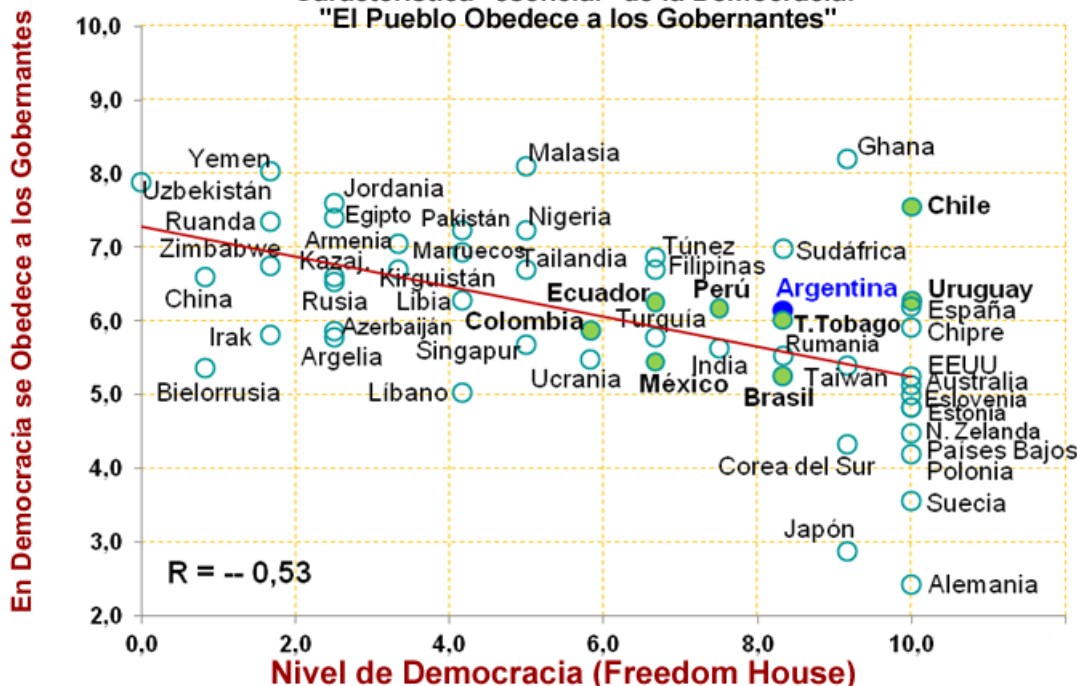 "El Pueblo Obedece a los Gobernantes"
En Democracia se Obedece a los Gobernantes
10,0
9,0
8,0
7,0
6,0
5,0
4,0
3,0
2,0
Yemen
Uzbekistán
Ruanda
Zimbabwe
China
Irak
Bielorrusia
Jordania
Egipto
Armenia
Kazaj.
Kirguistán
Rusia
Azerbaiján
Argelia
Pakistán
Marruecos
Libia
Líbano
Malasia
Nigeria
Tailandia
Singapur
Colombia
Ucrania
Ecuador
Túnez
Filipinas
Turquía
México
Perú
India
Sudáfrica
Argentina
T.Tobago
Rumania
Brasil
Ghana
Taiwán
Corea del Sur
Japón
Chile
Uruguay
España
Chipre
EEUU
Australia
Eslovenia
Estonia
N. Zelanda
Países Bajos
Polonia
Suecia
Alemania
R = -- 0,53
0,0 2,0 4,0 6,0 8,0 10,0
Nivel de Democracia (Freedom House)